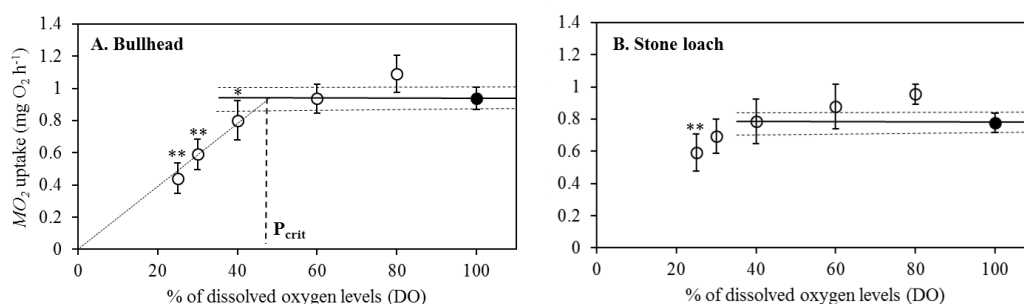 A. Bullhead
MO2 uptake (mg O2 h-1)
1.4
1.2
1
0.8
0.6
0.4
0.2
0
**
**
*
Pcrit
0 20 40 60 80 100
% of dissolved oxygen levels (DO)
B. Stone loach
1.4
1.2
1
0.8
0.6
0.4
0.2
0
**
0 20 40 60 80 100
% of dissolved oxygen levels (DO)